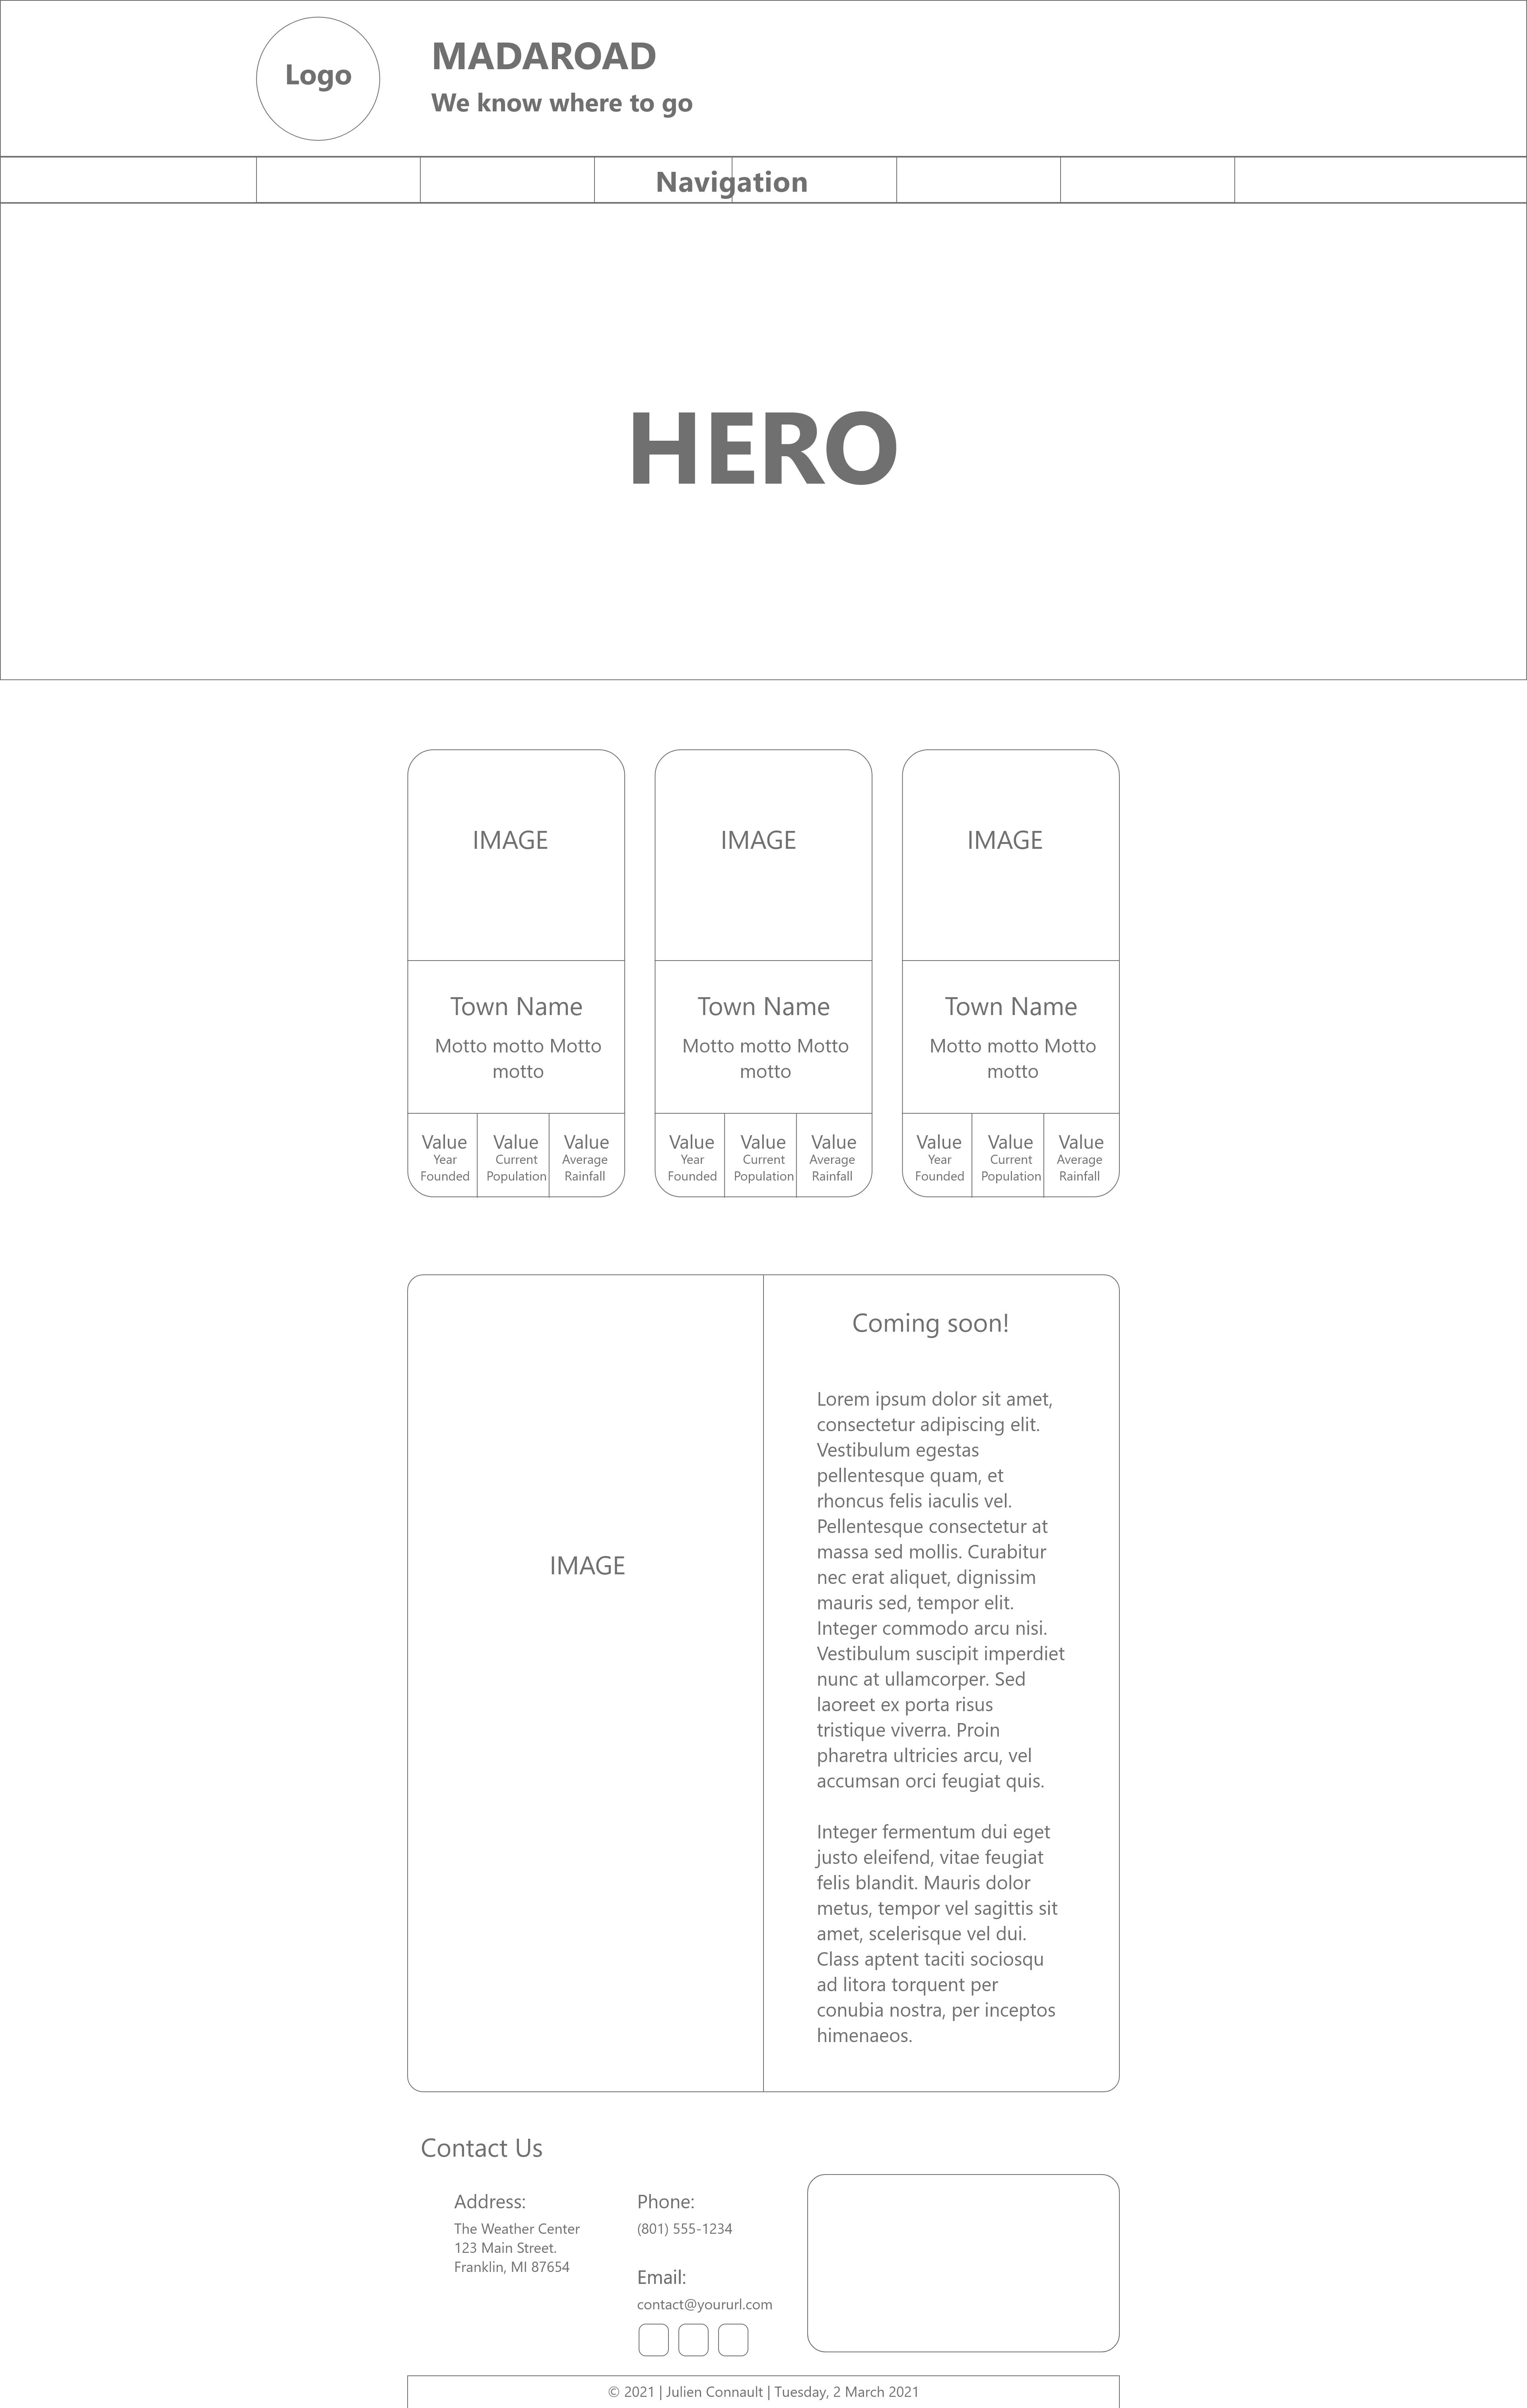 Logo
MADAROAD
We know where to go
Navigation
HERO
IMAGE
Town Name
Motto motto Motto
motto
Value
Year
Founded
Value
Current
Population
Value
Average
Rainfall
IMAGE
Town Name
Motto motto Motto
motto
Value
Year
Founded
Value
Current
Population
Value
Average
Rainfall
IMAGE
Town Name
Motto motto Motto
motto
Value
Year
Founded
Value
Current
Population
Value
Average
Rainfall
IMAGE
Coming soon!
Lorem ipsum dolor sit amet,
consectetur adipiscing elit.
Vestibulum egestas
pellentesque quam, et
rhoncus felis iaculis vel.
Pellentesque consectetur at
massa sed mollis. Curabitur
nec erat aliquet, dignissim
mauris sed, tempor elit.
Integer commodo arcu nisi.
Vestibulum suscipit imperdiet
nunc at ullamcorper. Sed
laoreet ex porta risus
tristique viverra. Proin
pharetra ultricies arcu, vel
accumsan orci feugiat quis.
Integer fermentum dui eget
justo eleifend, vitae feugiat
felis blandit. Mauris dolor
metus, tempor vel sagittis sit
amet, scelerisque vel dui.
Class aptent taciti sociosqu
ad litora torquent per
conubia nostra, per inceptos
himenaeos.
Contact Us
Address:
The Weather Center
123 Main Street.
Franklin, MI 87654
Phone:
(801) 555-1234
Email:
contact@yoururl.com
© 2021 | Julien Connault | Tuesday, 2 March 2021